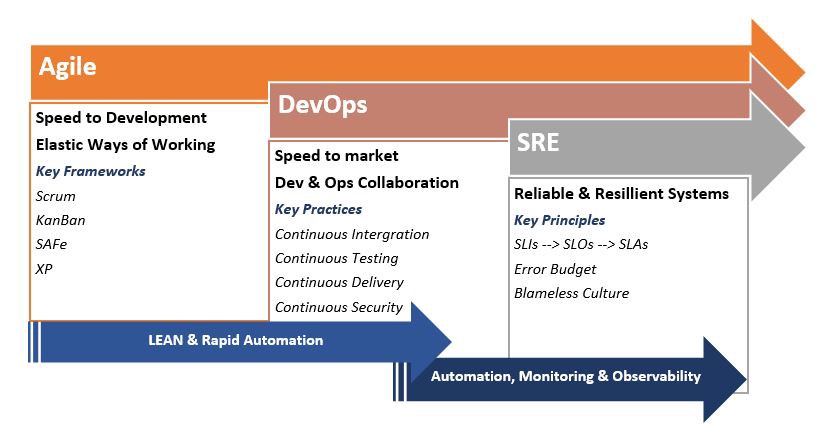 Agile
Speed to Development
Elastic Ways of Working
Key Frameworks
Scrum
KanBan
SAFe
XP
DevOps
Speed to market
Dev & Ops Collaboration
Key Practices
Continuous Intergration
Continuous Testing
Continuous Delivery
Continuous Security
SRE
Reliable & Resillient Systems
Key Principles
SLIs --> SLOs --> SLAs
Error Budget
Blameless Culture
LEAN & Rapid Automation
Automation, Monitoring & Observability